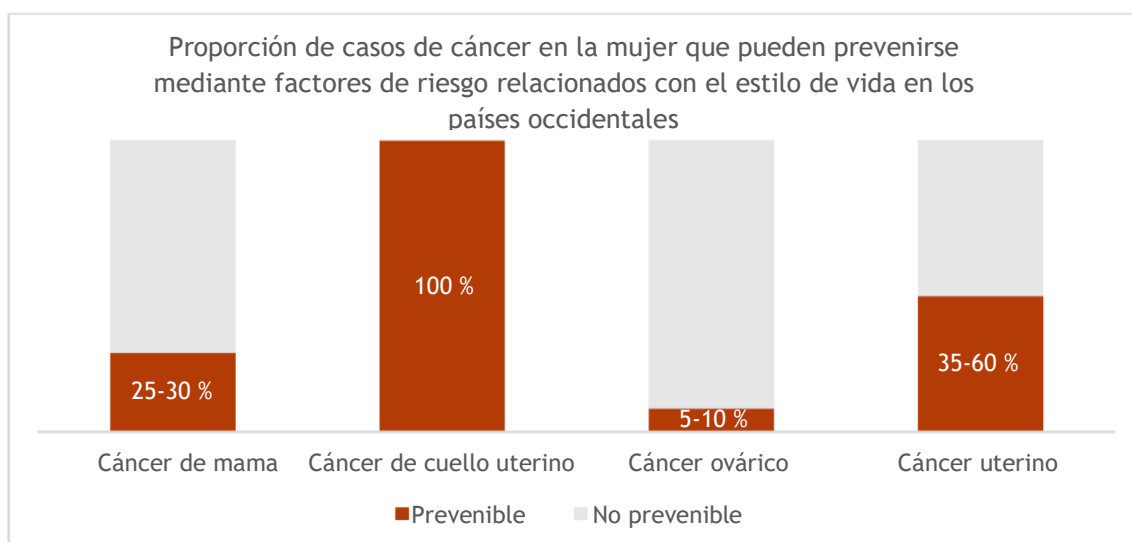 Proporción de casos de cáncer en la mujer que pueden prevenirse
mediante factores de riesgo relacionados con el estilo de vida en los
países occidentales
25-30 %
100 %
5-10 %
35-60 %
Cáncer de mama
Cáncer de cuello uterino
Cáncer ovárico
Cáncer uterino
Prevenible
No prevenible